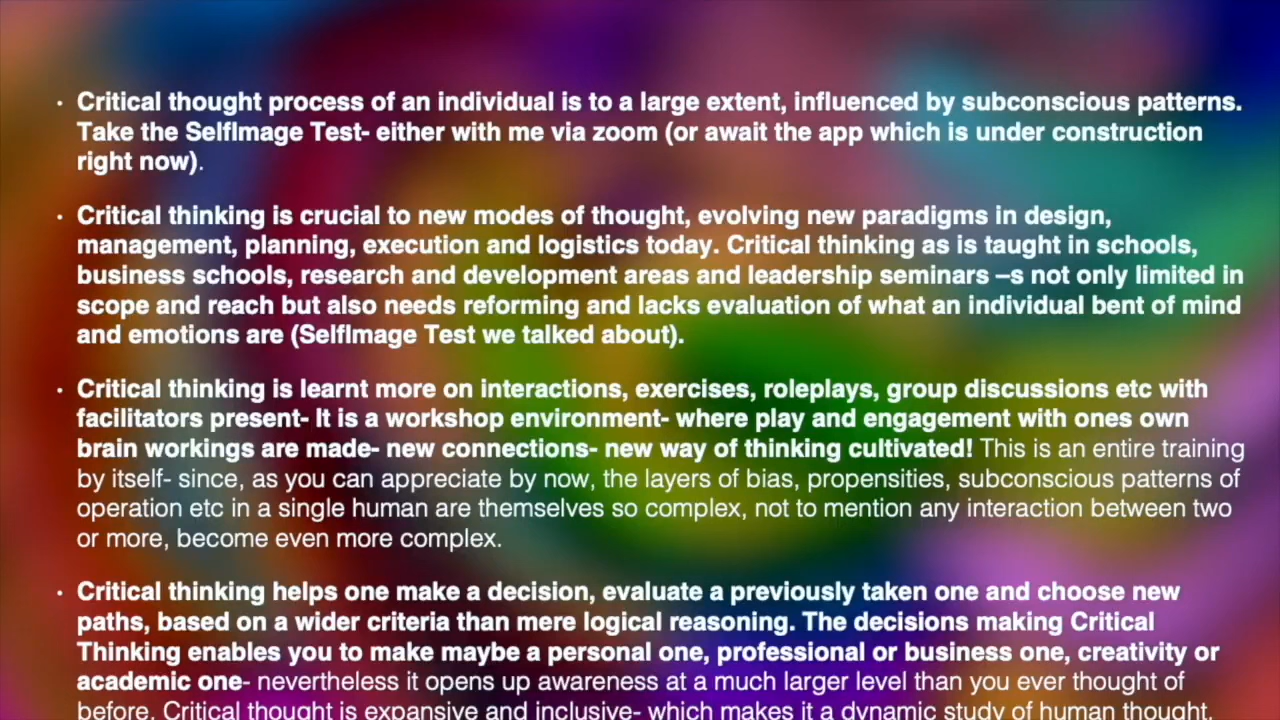 • Critical thought process of an individual is to a large extent, influenced by subconscious patterns.
Take the SelfImage Test- either with me via zoom (or await the app which is under construction
right now).
• Critical thinking is crucial to new modes of thought, evolving new paradigms in design,
management, planning, execution and logistics today. Critical thinking as is taught in schools,
business schools, research and development areas and leadership seminars –s not only limited in
scope and reach but also needs reforming and lacks evaluation of what an individual bent of mind
and emotions are (SelfImage Test we talked about).
• Critical thinking is learnt more on interactions, exercises, roleplays, group discussions etc with
facilitators present- It is a workshop environment- where play and engagement with ones own
brain workings are made- new connections- new way of thinking cultivated! This is an entire training
by itself- since, as you can appreciate by now, the layers of bias, propensities, subconscious patterns of
operation etc in a single human are themselves so complex, not to mention any interaction between two
or more, become even more complex.
• Critical thinking helps one make a decision, evaluate a previously taken one and choose new
paths, based on a wider criteria than mere logical reasoning. The decisions making Critical
Thinking enables you to make maybe a personal one, professional or business one, creativity or
academic one- nevertheless it opens up awareness at a much larger level than you ever thought of
before. Critical thought is expansive and inclusive- which makes it a dynamic study of human thought,